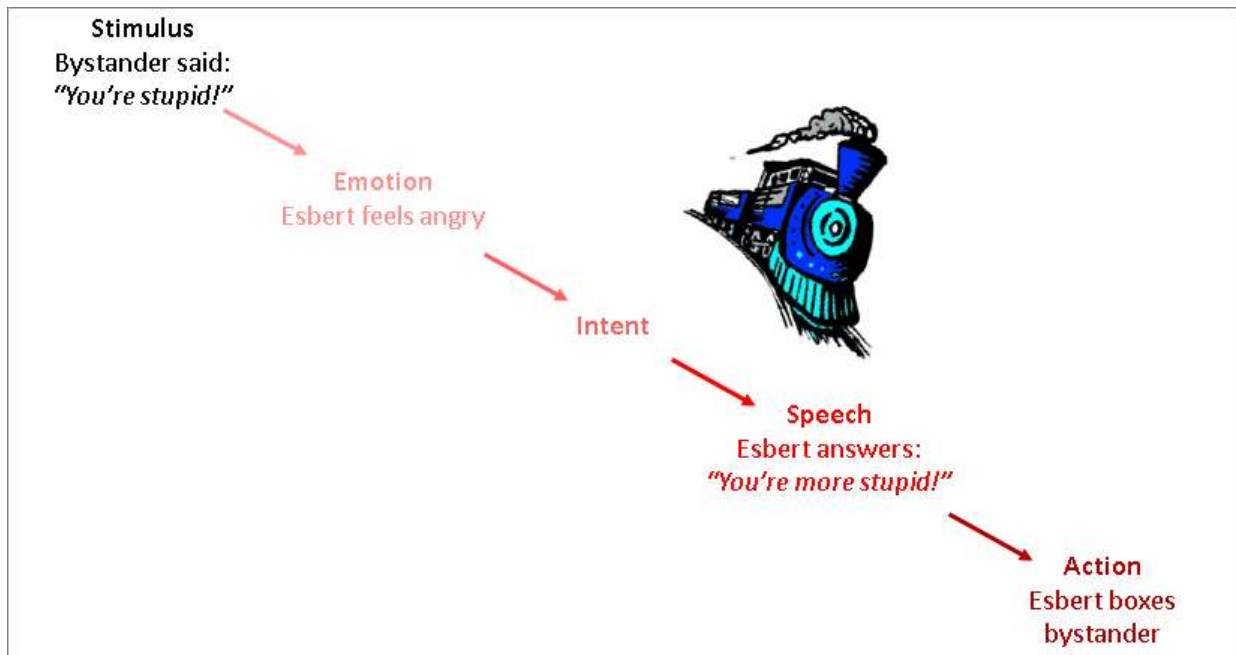 Stimulus
Bystander said:
“You’re stupid!”
Emotion
Esbert feels angry
Intent
Speech
Esbert answers:
“You’re more stupid!”
Action
Esbert boxes
bystander